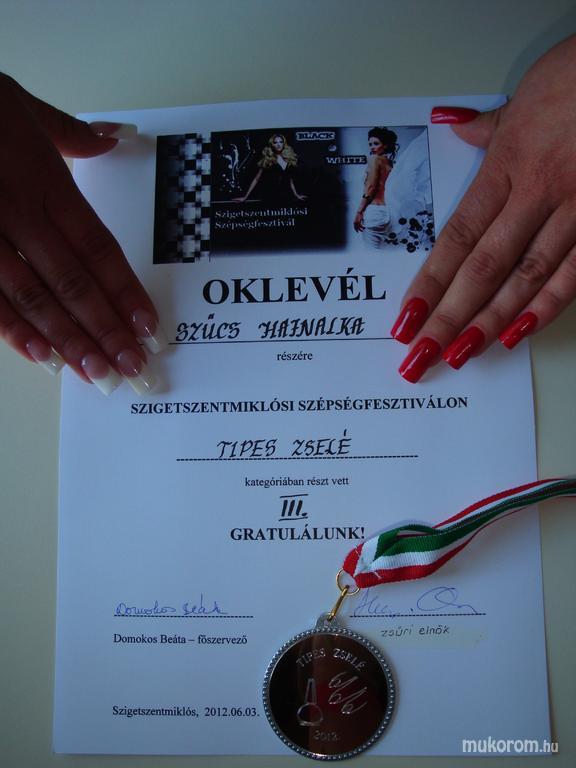 BLACK
WHITE
Szigetszentmiklósi
Szépségfesztivál
OKLEVÉL
SZŰCS HAJNALKA
részére
SZIGETSZENTMIKLÓSI SZÉPSÉGFESZTIVÁLON
TIPES ZSELÉ
kategóriában részt vett
III.
GRATULÁLUNK!
Domokos Beáta
Domokos Beáta – főszervező
zsűri elnök
TIPES ZSELÉ
2012.
Szigetszentmiklós, 2012.06.03.
mukorom.hu